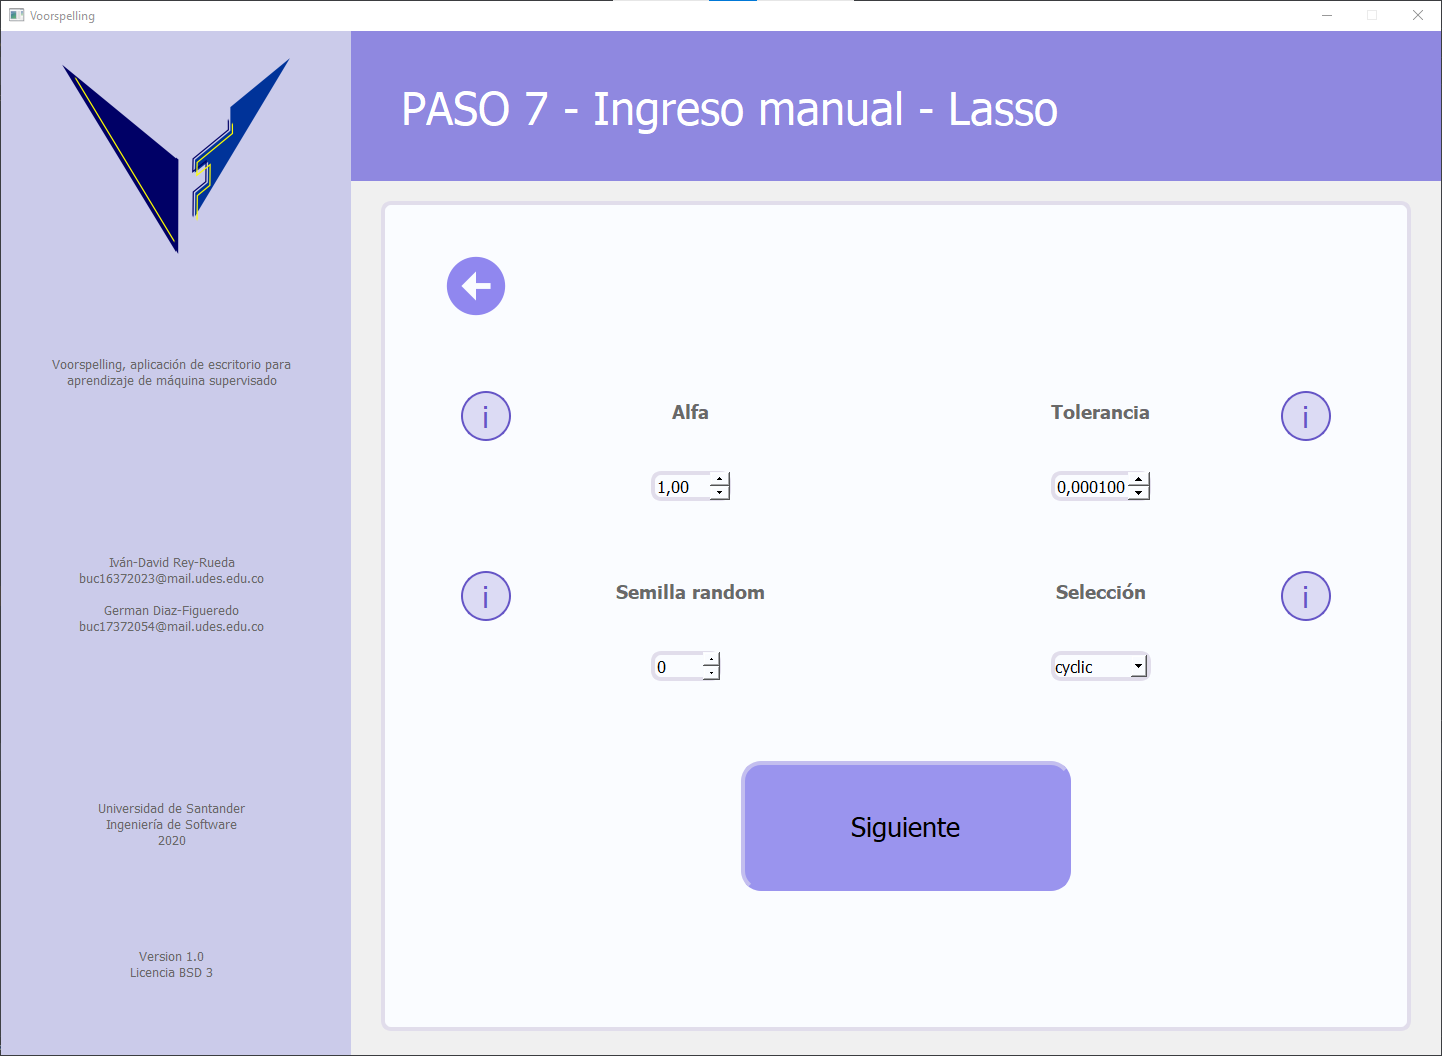 Voorspelling
PASO 7 - Ingreso manual - Lasso
Voorspelling, aplicación de escritorio para
aprendizaje de máquina supervisado
Iván-David Rey-Rueda
buc16372023@mail.udes.edu.co
German Diaz-Figueredo
buc17372054@mail.udes.edu.co
Universidad de Santander
Ingeniería de Software
2020
Version 1.0
Licencia BSD 3
i
Alfa
1,00
Tolerancia
0,000100
i
i
Semilla random
0
Selección
cyclic
i
Siguiente